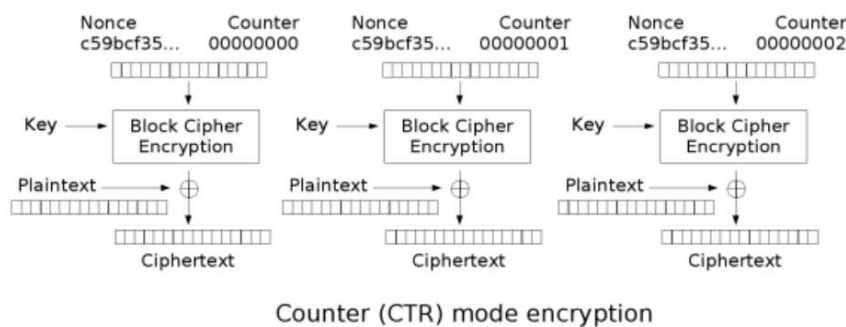 Nonce Counter Nonce Counter Nonce Counter
c59bcf35... 00000000 c59bcf35... 00000001 c59bcf35... 00000002
Key Block Cipher Key Block Cipher Key Block Cipher
Encryption Encryption Encryption
Plaintext Plaintext Plaintext
Ciphertext Ciphertext Ciphertext
Counter (CTR) mode encryption